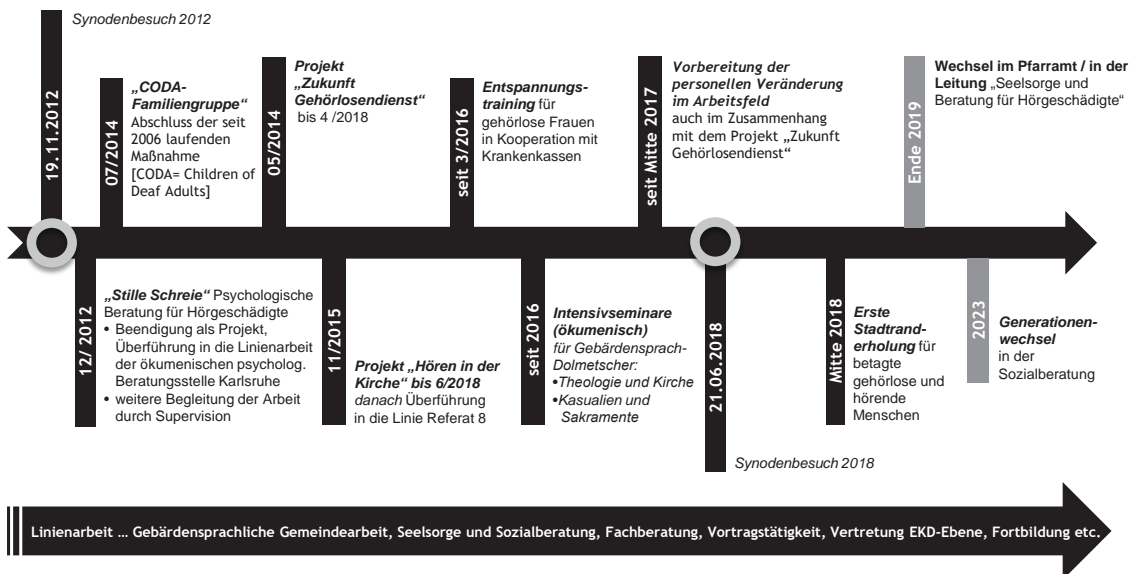 Synodenbesuch 2012
19.11.2012
07/2014
„CODA-
Familiengruppe“
Abschluss der seit
2006 laufenden
Maßnahme
[CODA= Children of
Deaf Adults]
05/2014
Projekt
„Zukunft
Gehörlosendienst“
bis 4 /2018
seit 3/2016
Entspannungs-
training für
gehörlose Frauen
in Kooperation mit
Krankenkassen
seit Mitte 2017
Vorbereitung der
personellen Veränderung
im Arbeitsfeld
auch im Zusammenhang
mit dem Projekt „Zukunft
Gehörlosendienst“
Ende 2019
Wechsel im Pfarramt / in der
Leitung „Seelsorge und
Beratung für Hörgeschädigte“
12/ 2012
„Stille Schreie“ Psychologische
Beratung für Hörgeschädigte
• Beendigung als Projekt,
Überführung in die Linienarbeit
der ökumenischen psycholog.
Beratungsstelle Karlsruhe
• weitere Begleitung der Arbeit
durch Supervision
11/2015
Projekt „Hören in der
Kirche“ bis 6/2018
danach Überführung
in die Linie Referat 8
seit 2016
Intensivseminare
(ökumenisch)
für Gebärdensprach-
Dolmetscher:
•Theologie und Kirche
•Kasualien und
Sakramente
21.06.2018
Synodenbesuch 2018
Mitte 2018
Erste
Stadtrand-
erholung für
betagte
gehörlose und
hörende
Menschen
2023
Generationen-
wechsel
in der
Sozialberatung
Linienarbeit … Gebärdensprachliche Gemeindearbeit, Seelsorge und Sozialberatung, Fachberatung, Vortragstätigkeit, Vertretung EKD-Ebene, Fortbildung etc.